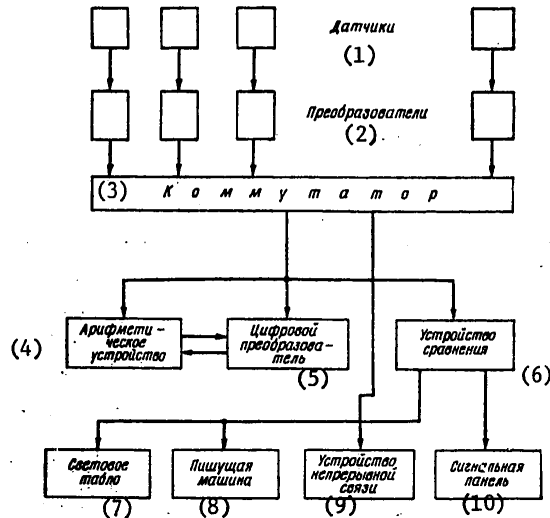 Датчики
(1)
Преобразователи
(2)
(3) Коммутатор
(4)
Арифмети-
ческое
устройство
Цифровой
преобразова-
тель
(5)
Устройство
сравнения
(6)
Световое
табло
(7)
Пишущая
машина
(8)
Устройство
непрерывной
связи
(9)
Сигнальная
панель
(10)